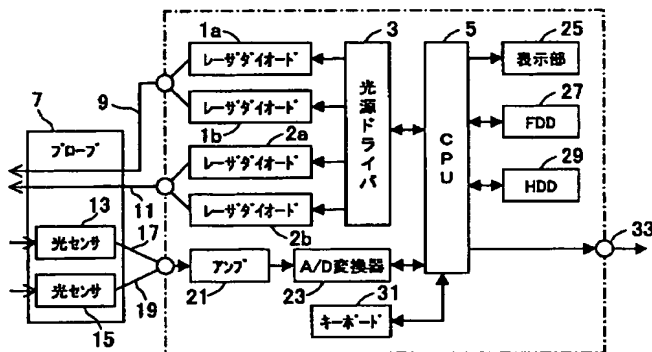 1a
レーザダイオード
3
5
25
表示部
9
7
レーザダイオード
1b
2a
光源ドライバ
CPU
27
FDD
プローブ
レーザダイオード
29
HDD
11
レーザダイオード
2b
13
光センサ
17
33
アンプ
21
A/D変換器
23
光センサ
19
15
31
キーボード